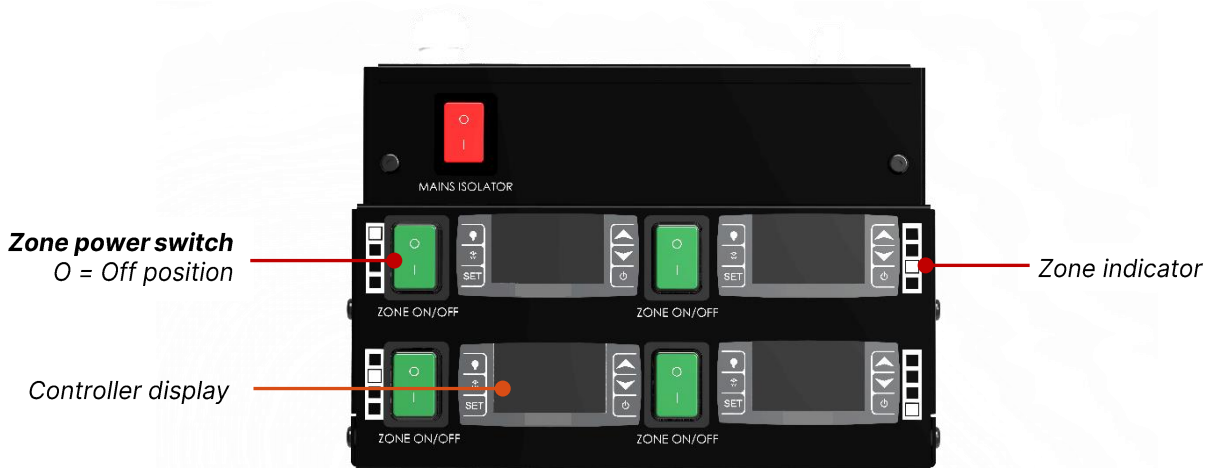 O
I
MAINS ISOLATOR
Zone power switch
O = Off position
O
I
SET
ZONE ON/OFF
O
I
SET
ZONE ON/OFF
Zone indicator
Controller display
O
I
SET
ZONE ON/OFF
O
I
SET
ZONE ON/OFF